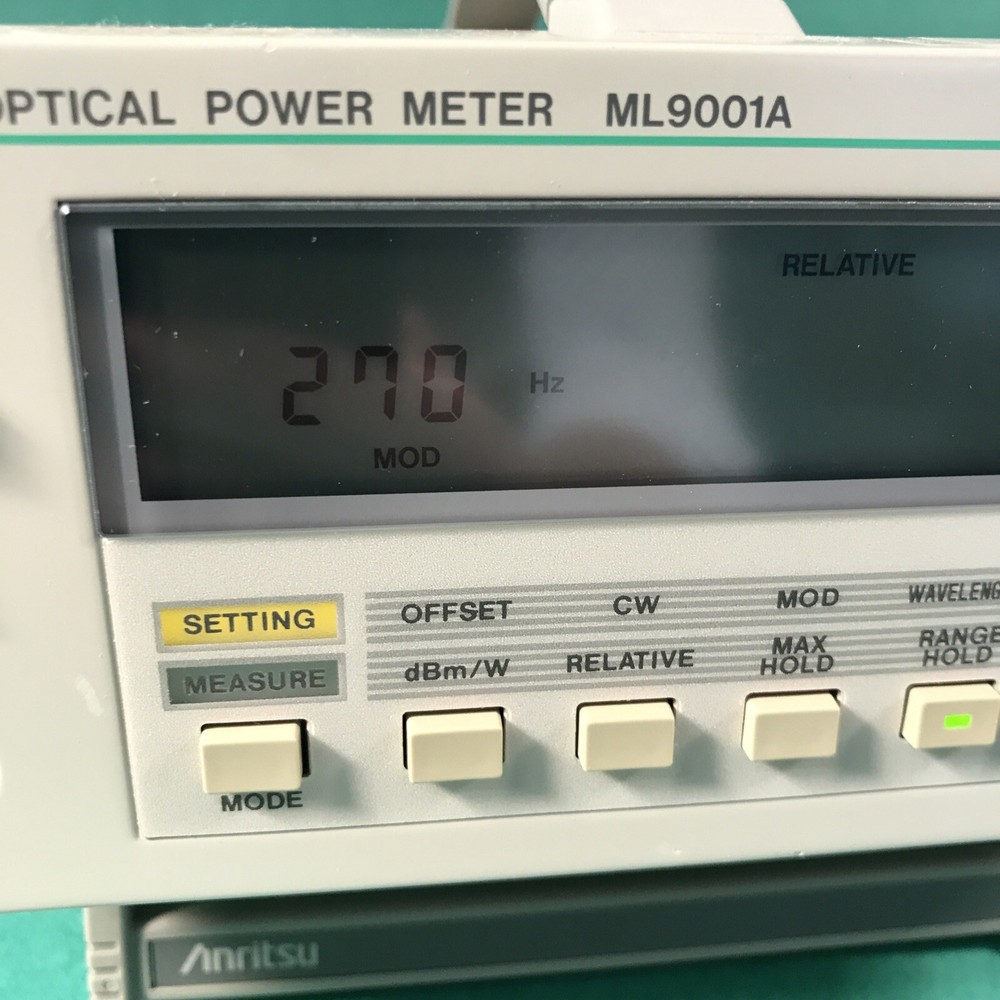 OPTICAL POWER METER ML9001A
RELATIVE
270 Hz
MOD
SETTING
OFFSET CW MOD WAVELENG
MEASURE
dBm/W RELATIVE MAX HOLD RANGE HOLD
MODE
Anritsu